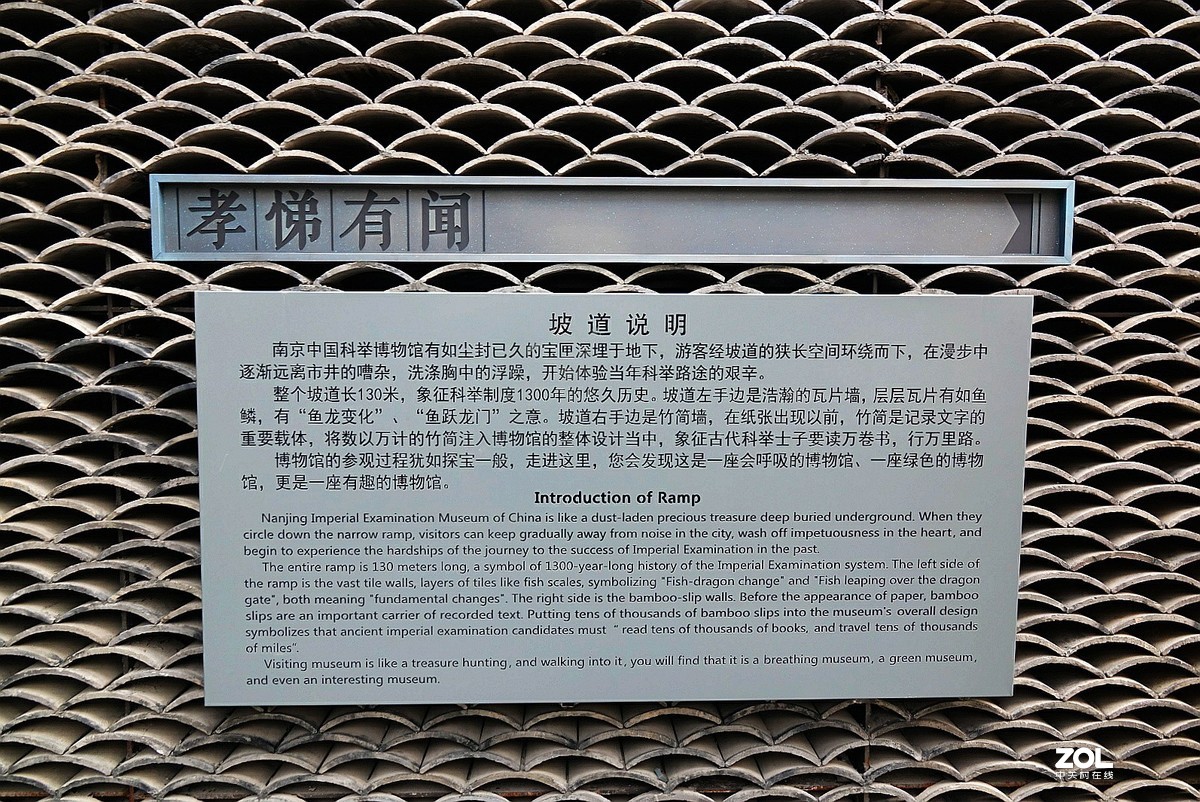 孝悌有闻
坡道说明
南京中国科举博物馆有如尘封已久的宝匣深埋于地下，游客经坡道的狭长空间环绕而下，在漫步中
逐渐远离市井的嘈杂，洗涤胸中的浮躁，开始体验当年科举路途的艰辛。
整个坡道长130米，象征科举制度1300年的悠久历史。坡道左手边是浩瀚的瓦片墙，层层瓦片有如鱼
鳞，有“鱼龙变化”、“鱼跃龙门”之意。坡道右手边是竹简墙，在纸张出现以前，竹简是记录文字的
重要载体，将数以万计的竹简注入博物馆的整体设计当中，象征古代科举士子要读万卷书，行万里路。
博物馆的参观过程犹如探宝一般，走进这里，您会发现这是一座会呼吸的博物馆、一座绿色的博物
馆，更是一座有趣的博物馆。
Introduction of Ramp
Nanjing Imperial Examination Museum of China is like a dust-laden precious treasure deep buried underground. When they
circle down the narrow ramp, visitors can keep gradually away from noise in the city, wash off impetuousness in the heart, and
begin to experience the hardships of the journey to the success of Imperial Examination in the past.
The entire ramp is 130 meters long, a symbol of 1300-year-long history of the Imperial Examination system. The left side of
the ramp is the vast tile walls, layers of tiles like fish scales, symbolizing "Fish-dragon change" and "Fish leaping over the dragon
gate", both meaning "fundamental changes". The right side is the bamboo-slip walls. Before the appearance of paper, bamboo
slips are an important carrier of recorded text. Putting tens of thousands of bamboo slips into the museum's overall design
symbolizes that ancient imperial examination candidates must “ read tens of thousands of books, and travel tens of thousands
of miles”.
Visiting museum is like a treasure hunting, and walking into it, you will find that it is a breathing museum, a green museum,
and even an interesting museum.
ZOL
中关村在线